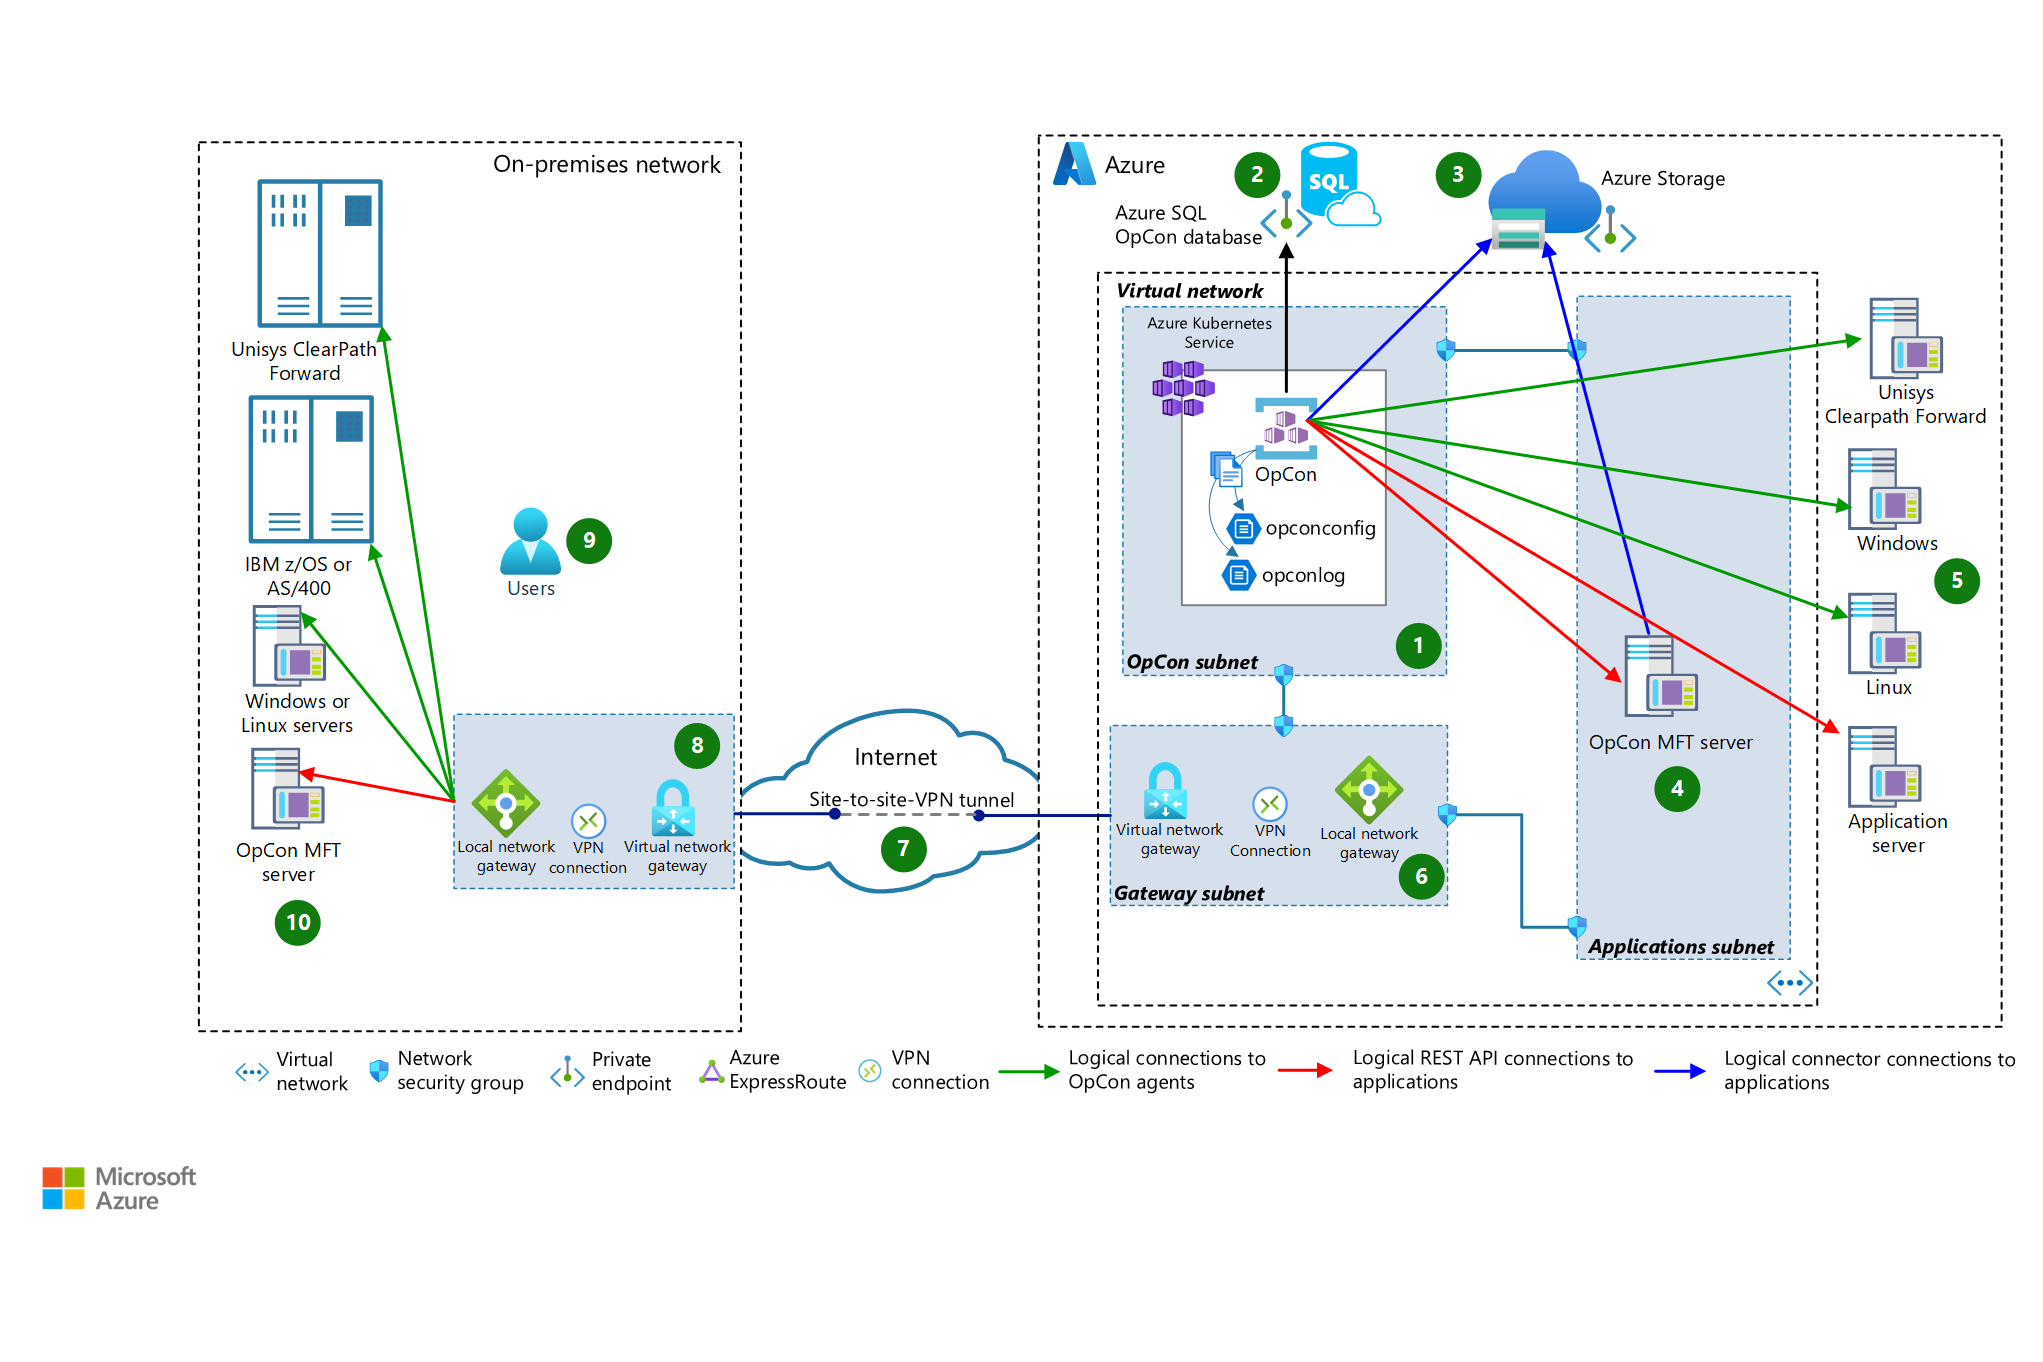 On-premises network
Unisys ClearPath
Forward
IBM z/OS or
AS/400
Windows or
Linux servers
OpCon MFT
server
10
9
Users
8
Local network
gateway
VPN
connection
Virtual network
gateway
Internet
Site-to-site-VPN tunnel
7
Azure
2
SQL
Azure SQL
OpCon database
3
Azure Storage
Virtual network
Azure Kubernetes
Service
OpCon
opconconfig
opconlog
1
OpCon subnet
Virtual network
gateway
VPN
Connection
Local network
gateway
6
Gateway subnet
OpCon MFT server
4
Applications subnet
Unisys
Clearpath Forward
Windows
5
Linux
Application
server
Virtual
network
Network
security group
Private
endpoint
Azure
ExpressRoute
VPN
connection
Logical connections to
OpCon agents
Logical REST API connections to
applications
Logical connector connections to
applications
Microsoft
Azure